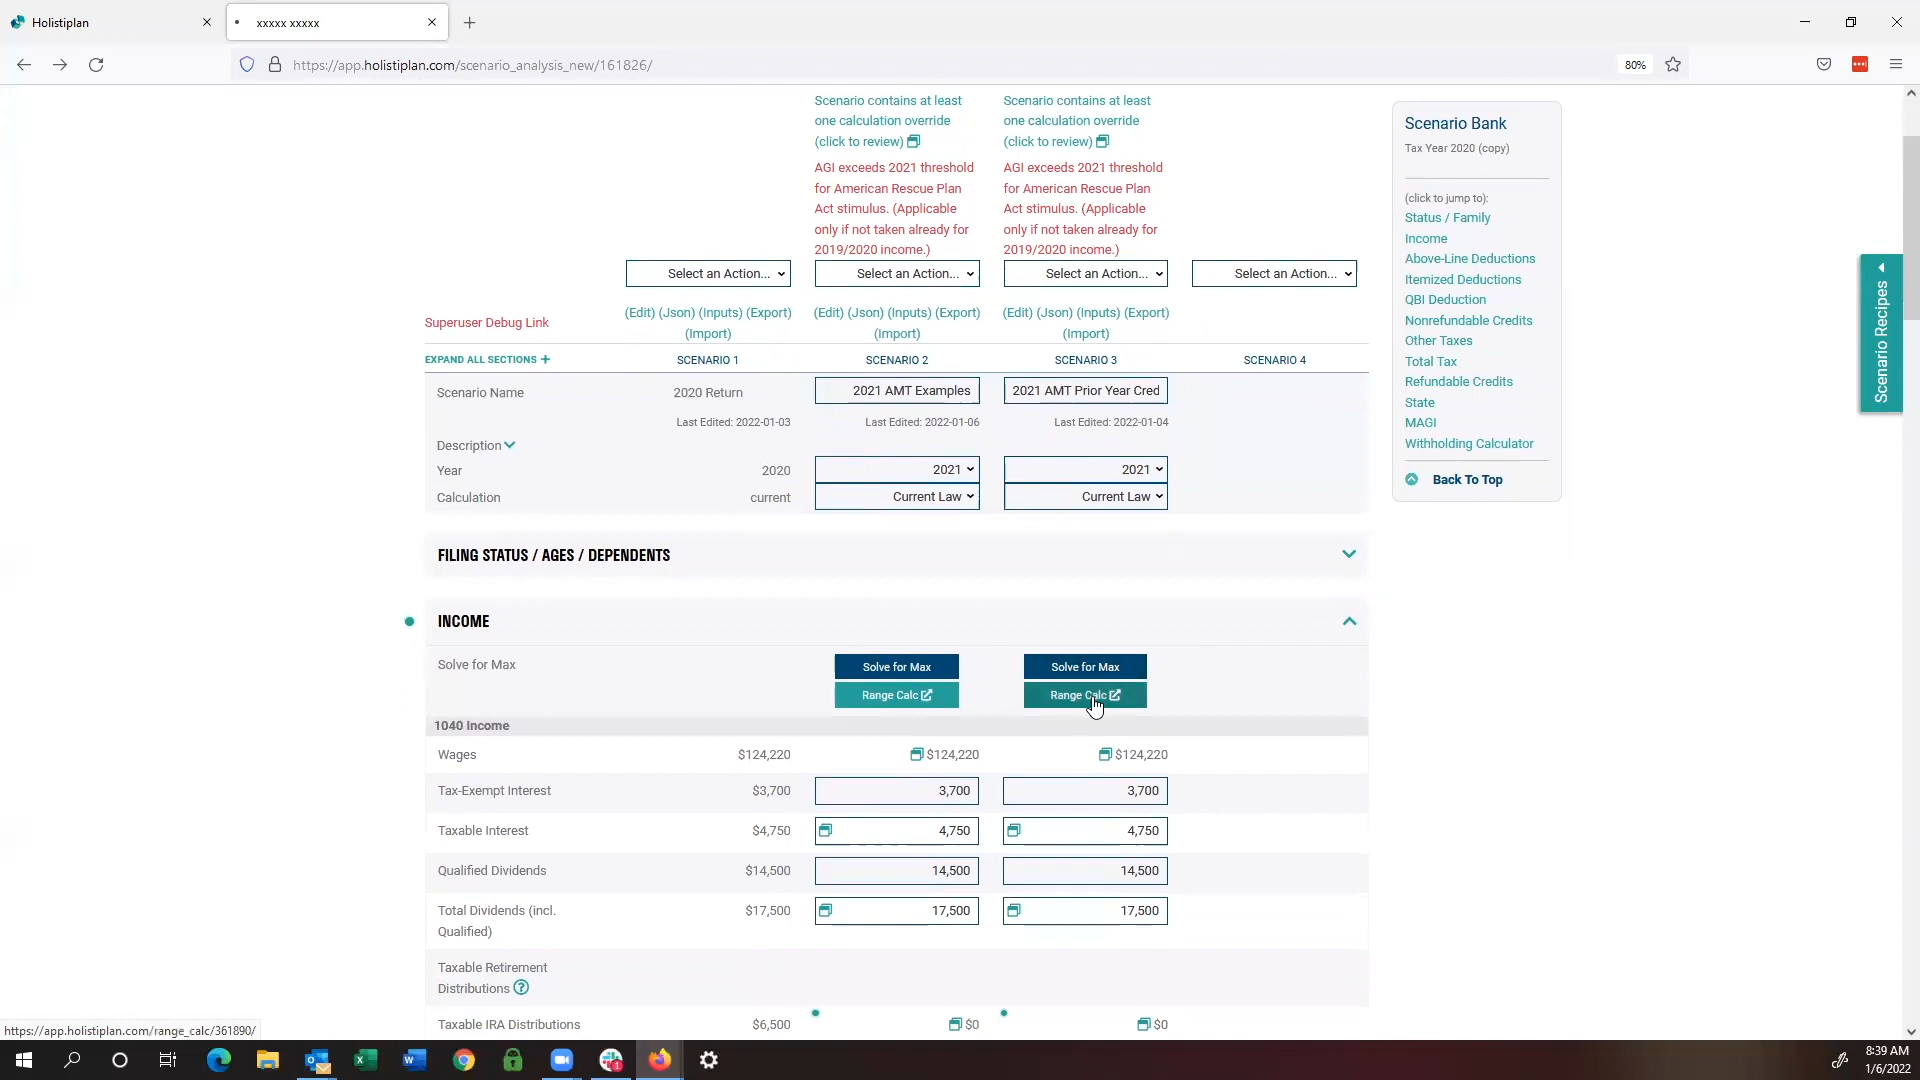 Holistiplan
xxxxx xxxxx
https://app.holistiplan.com/scenario_analysis_new/161826/
80%
Scenario contains at least
one calculation override
(click to review)
AGI exceeds 2021 threshold
for American Rescue Plan
Act stimulus. (Applicable
only if not taken already for
2019/2020 income.)
Scenario contains at least
one calculation override
(click to review)
AGI exceeds 2021 threshold
for American Rescue Plan
Act stimulus. (Applicable
only if not taken already for
2019/2020 income.)
Select an Action... Select an Action... Select an Action... Select an Action...
Superuser Debug Link
(Edit) (Json) (Inputs) (Export)
(Import)
(Edit) (Json) (Inputs) (Export)
(Import)
(Edit) (Json) (Inputs) (Export)
(Import)
EXPAND ALL SECTIONS + SCENARIO 1 SCENARIO 2 SCENARIO 3 SCENARIO 4
Scenario Name 2020 Return 2021 AMT Examples 2021 AMT Prior Year Cred
Last Edited: 2022-01-03 Last Edited: 2022-01-06 Last Edited: 2022-01-04
Description
Year 2020 2021 2021
Calculation current Current Law Current Law
FILING STATUS / AGES / DEPENDENTS
INCOME
Solve for Max Solve for Max Solve for Max
Range Calc Range Calc
1040 Income
Wages $124,220 $124,220 $124,220
Tax-Exempt Interest $3,700 3,700 3,700
Taxable Interest $4,750 4,750 4,750
Qualified Dividends $14,500 14,500 14,500
Total Dividends (incl. $17,500 17,500 17,500
Qualified)
Taxable Retirement
Distributions ?
Taxable IRA Distributions $6,500 $0 $0
Scenario Bank
Tax Year 2020 (copy)
(click to jump to):
Status / Family
Income
Above-Line Deductions
Itemized Deductions
QBI Deduction
Nonrefundable Credits
Other Taxes
Total Tax
Refundable Credits
State
MAGI
Withholding Calculator
Back To Top
Scenario Recipes
https://app.holistiplan.com/range_calc/361890/
8:39 AM
1/6/2022